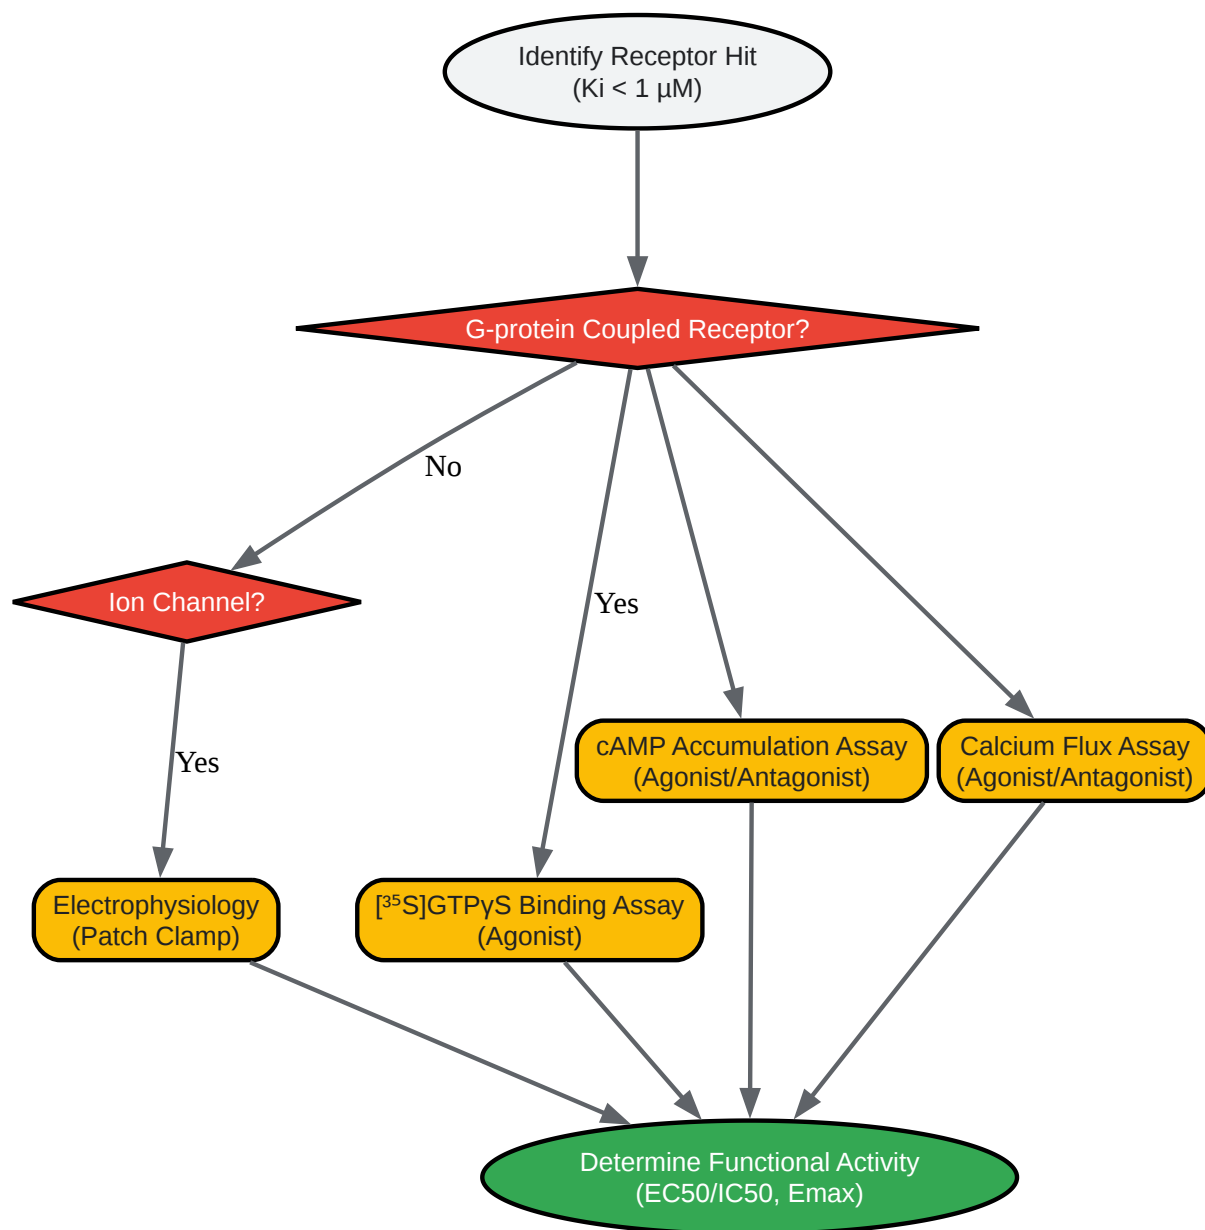 Identify Receptor Hit
(Ki < 1 µM)
G-protein Coupled Receptor?
No
Ion Channel?
Yes
Yes
cAMP Accumulation Assay
(Agonist/Antagonist)
Calcium Flux Assay
(Agonist/Antagonist)
Electrophysiology
(Patch Clamp)
[³⁵S]GTPγS Binding Assay
(Agonist)
Determine Functional Activity
(EC50/IC50, Emax)